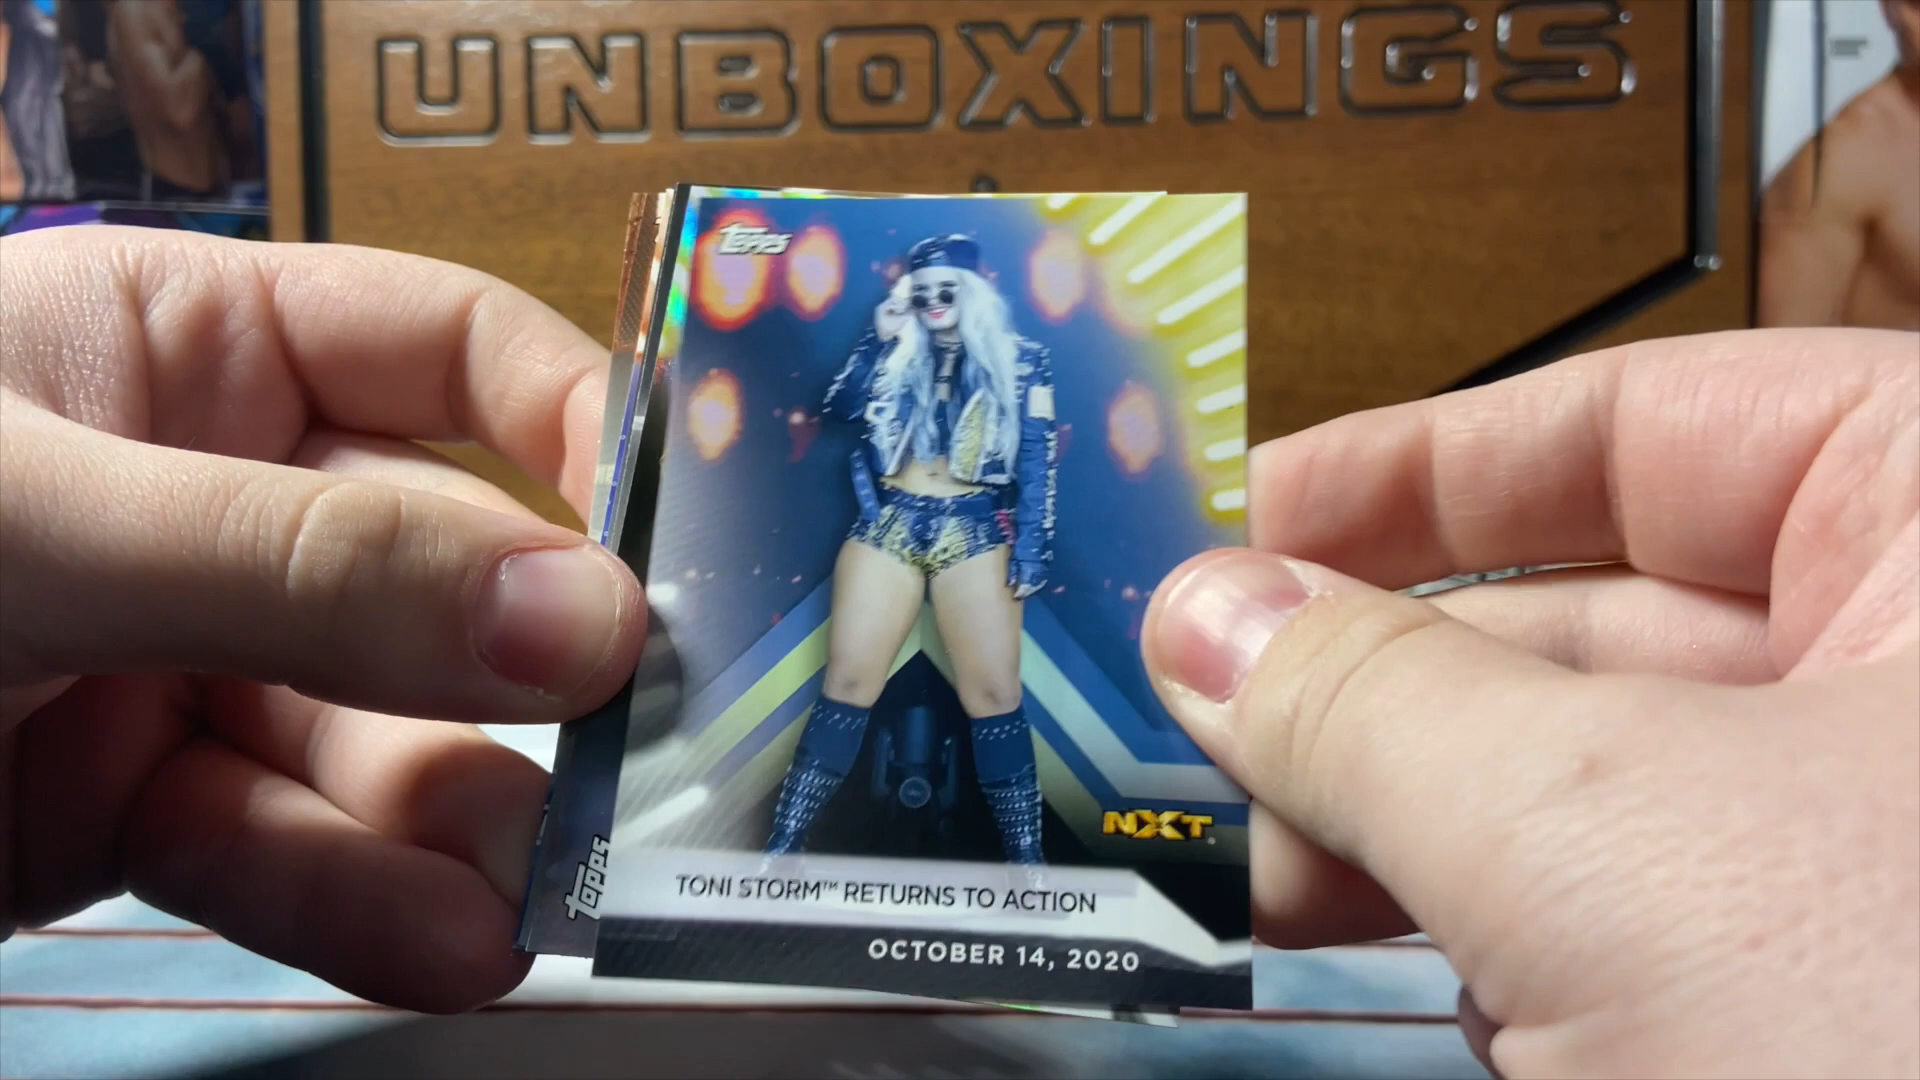 UNBOXINGS
Topps
NXT
TONI STORM™ RETURNS TO ACTION
OCTOBER 14, 2020
Topps